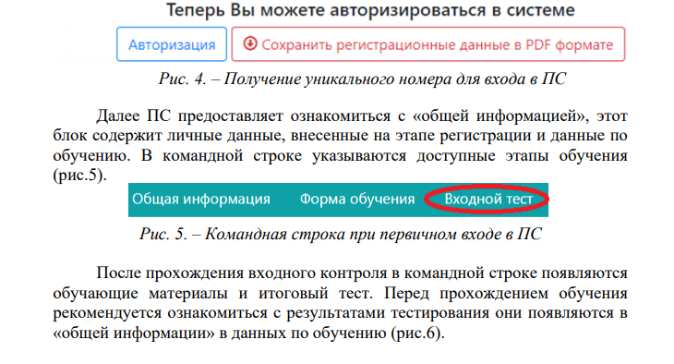 Теперь Вы можете авторизироваться в системе
Авторизация Сохранить регистрационные данные в PDF формате
Рис. 4. – Получение уникального номера для входа в ПС
Далее ПС предоставляет ознакомиться с «общей информацией», этот
блок содержит личные данные, внесенные на этапе регистрации и данные по
обучению. В командной строке указываются доступные этапы обучения
(рис.5).
Общая информация Форма обучения Входной тест
Рис. 5. – Командная строка при первичном входе в ПС
После прохождения входного контроля в командной строке появляются
обучающие материалы и итоговый тест. Перед прохождением обучения
рекомендуется ознакомиться с результатами тестирования они появляются в
«общей информации» в данных по обучению (рис.6).